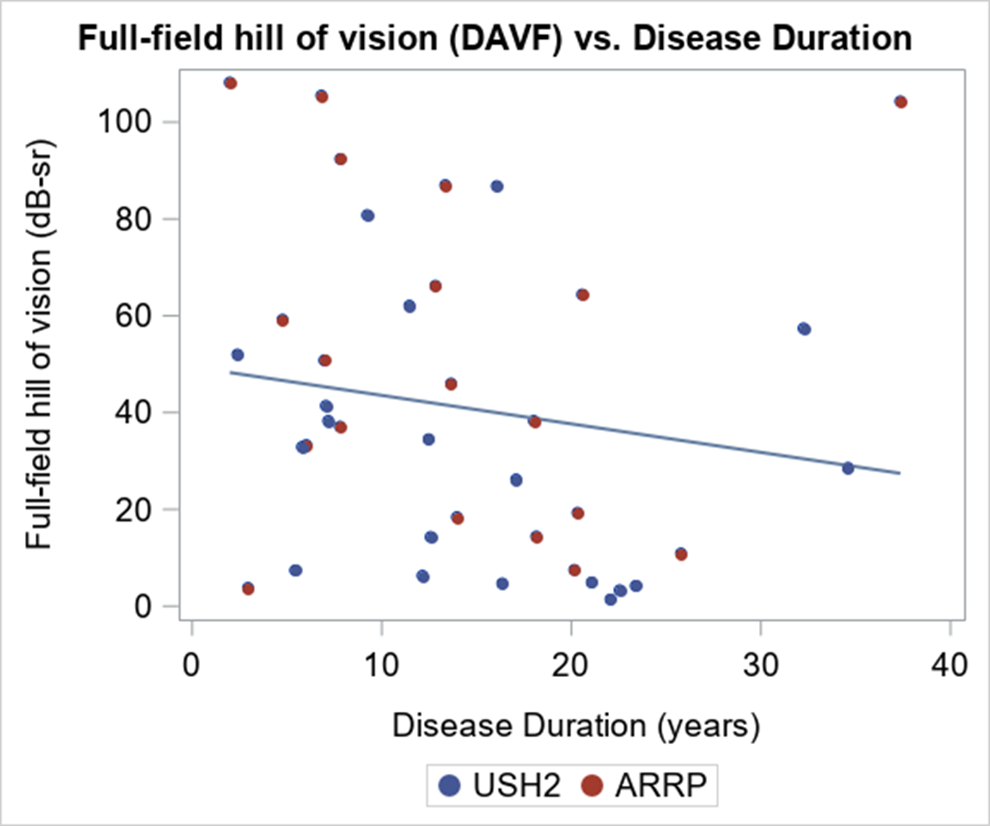 Full-field hill of vision (DAVF) vs. Disease Duration
Full-field hill of vision (dB-sr)
100
80
60
40
20
0
0 10 20 30 40
Disease Duration (years)
USH2 ARRP